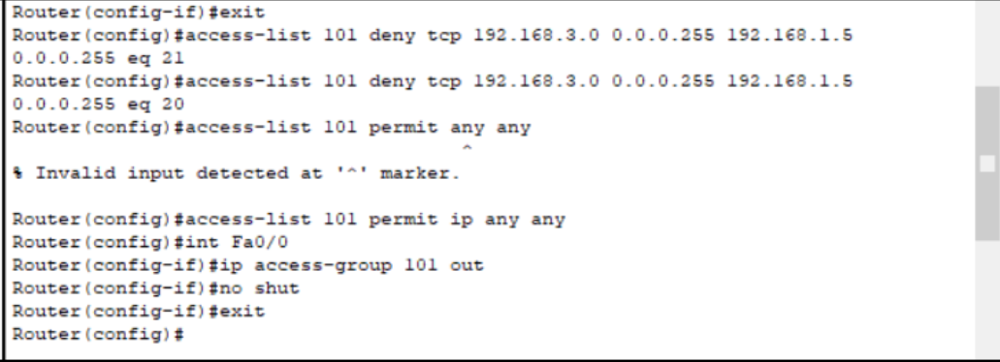 Router(config-if)#exit
Router(config)#access-list 101 deny tcp 192.168.3.0 0.0.0.255 192.168.1.5
0.0.0.255 eq 21
Router(config)#access-list 101 deny tcp 192.168.3.0 0.0.0.255 192.168.1.5
0.0.0.255 eq 20
Router(config)#access-list 101 permit any any
^
% Invalid input detected at '^' marker.
Router(config)#access-list 101 permit ip any any
Router(config)#int Fa0/0
Router(config-if)#ip access-group 101 out
Router(config-if)#no shut
Router(config-if)#exit
Router(config)#